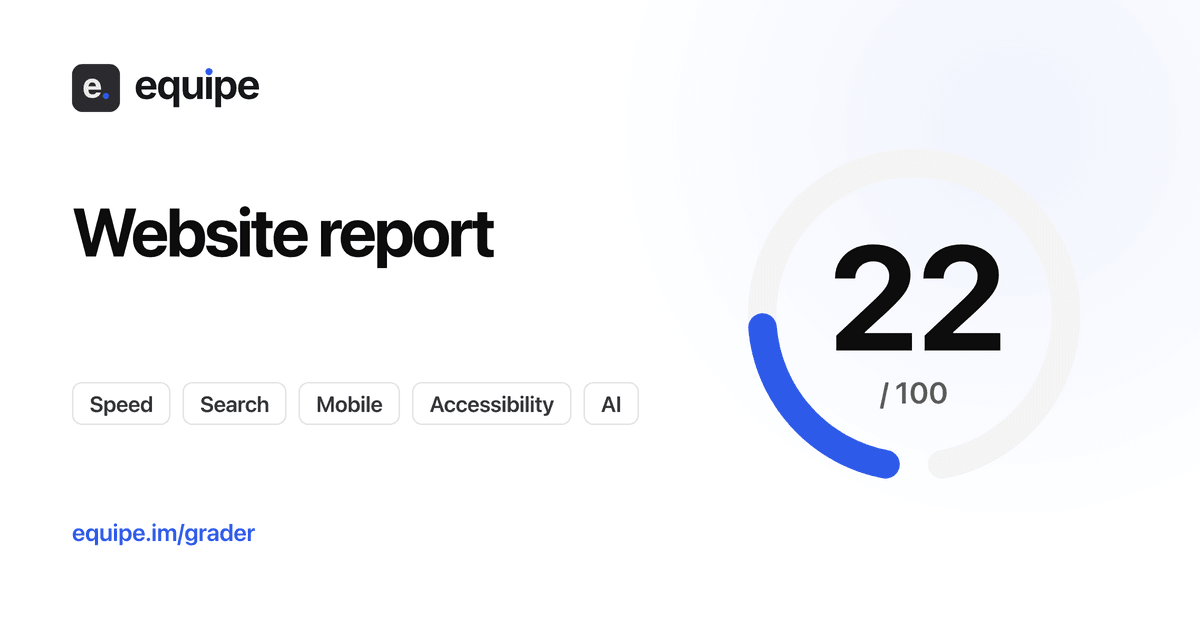 e. equipe
Website report
22
/ 100
Speed Search Mobile Accessibility AI
equipe.im/grader